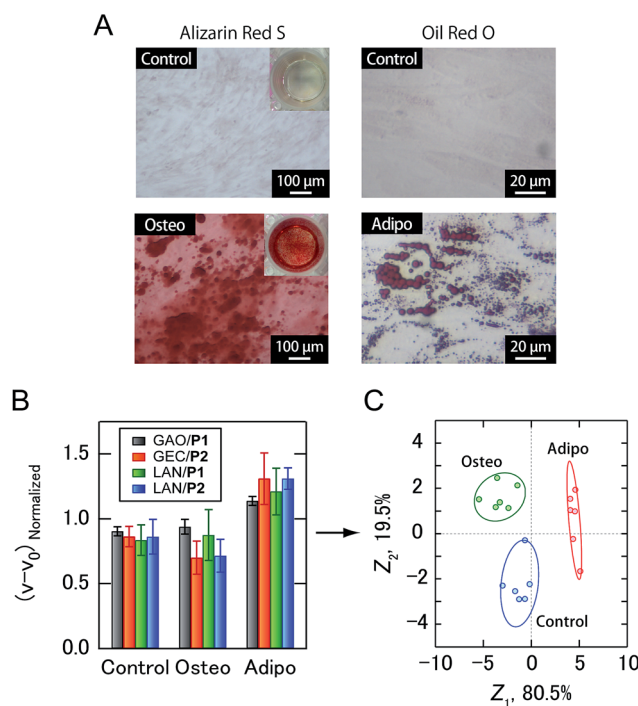 A
Alizarin Red S
Oil Red O
Control
100 µm
Control
20 µm
Osteo
100 µm
Adipo
20 µm
B
(v−v0) Normalized
1.5
1.0
0.5
0.0
GAO/P1
GEC/P2
LAN/P1
LAN/P2
Control Osteo Adipo
C
Z2, 19.5%
4
2
0
−2
−4
Osteo
Adipo
Control
−10 −5 0 5 10
Z1, 80.5%